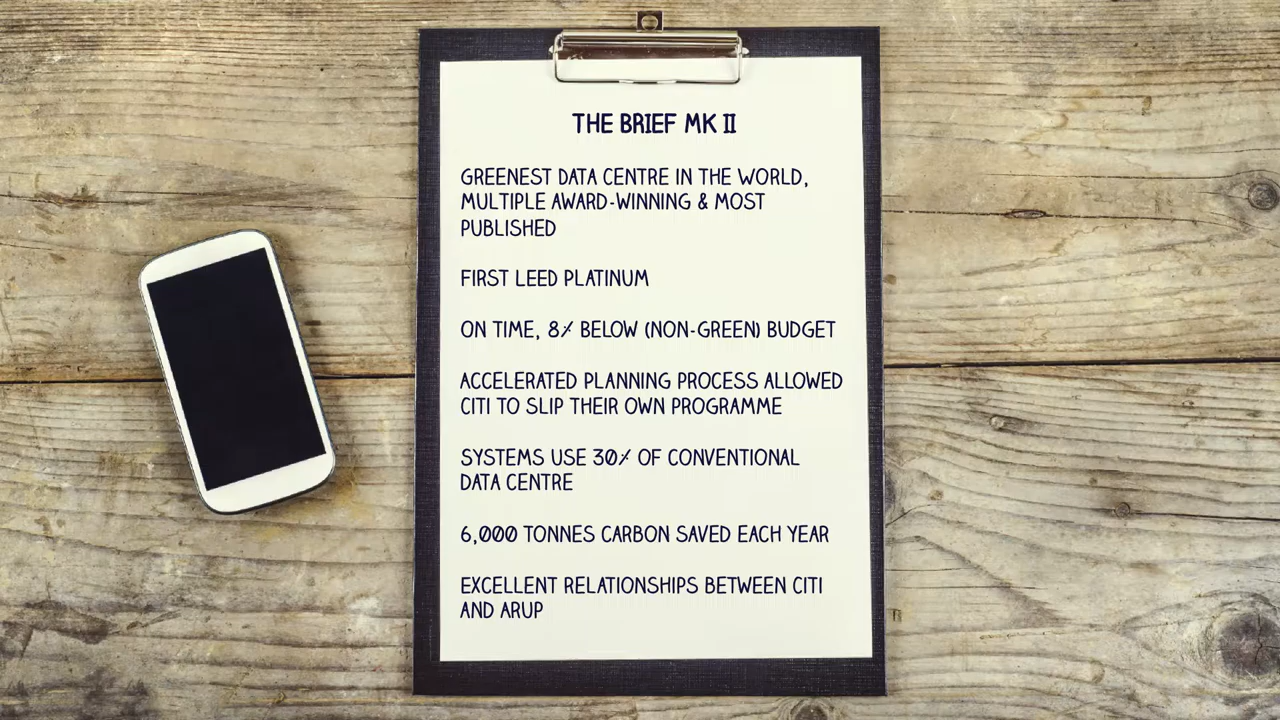 THE BRIEF MK II
GREENEST DATA CENTRE IN THE WORLD,
MULTIPLE AWARD-WINNING & MOST
PUBLISHED
FIRST LEED PLATINUM
ON TIME, 8% BELOW (NON-GREEN) BUDGET
ACCELERATED PLANNING PROCESS ALLOWED
CITI TO SLIP THEIR OWN PROGRAMME
SYSTEMS USE 30% OF CONVENTIONAL
DATA CENTRE
6,000 TONNES CARBON SAVED EACH YEAR
EXCELLENT RELATIONSHIPS BETWEEN CITI
AND ARUP